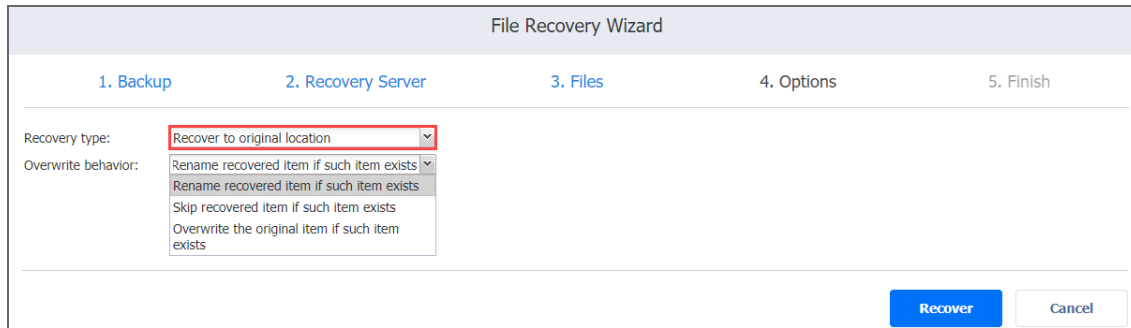 File Recovery Wizard
1. Backup 2. Recovery Server 3. Files 4. Options 5. Finish
Recovery type: Recover to original location
Overwrite behavior: Rename recovered item if such item exists
Rename recovered item if such item exists
Skip recovered item if such item exists
Overwrite the original item if such item
exists
Recover Cancel